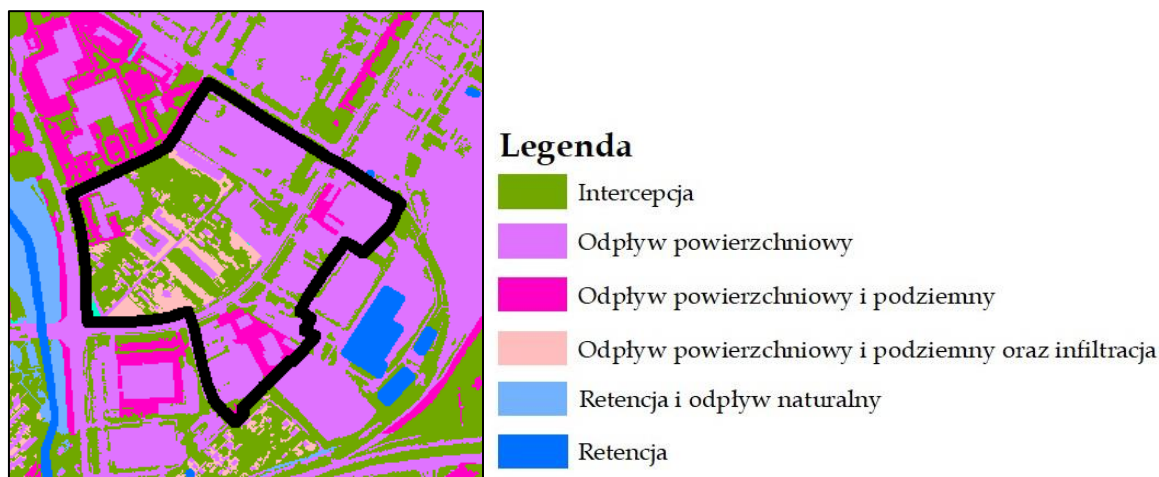 Legenda
Intercepcja
Odpływ powierzchniowy
Odpływ powierzchniowy i podziemny
Odpływ powierzchniowy i podziemny oraz infiltracja
Retencja i odpływ naturalny
Retencja